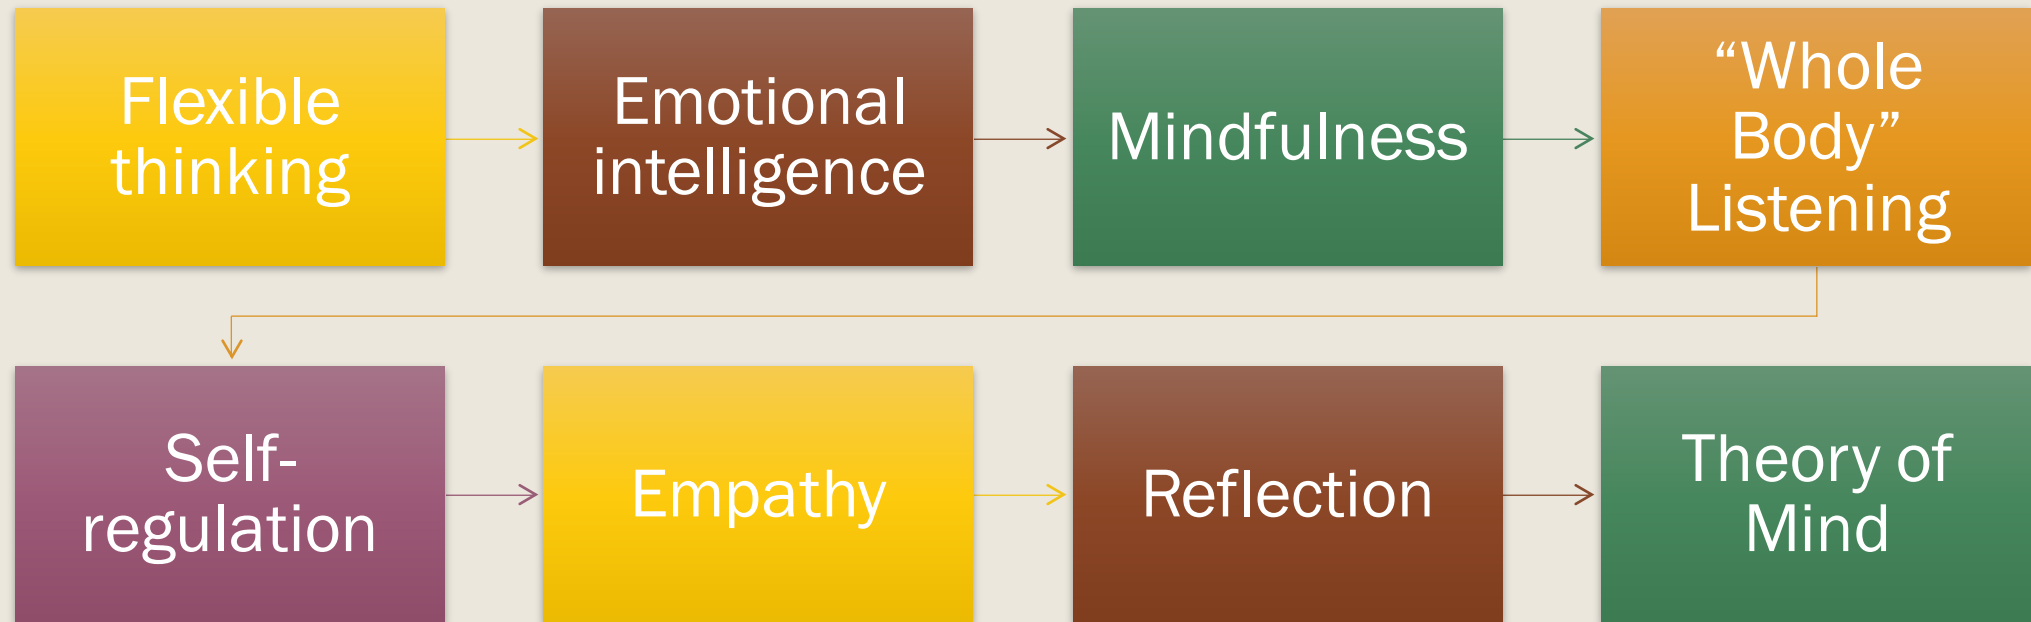 Flexible
thinking
Emotional
intelligence
Mindfulness
“Whole
Body”
Listening
Self-
regulation
Empathy
Reflection
Theory of
Mind